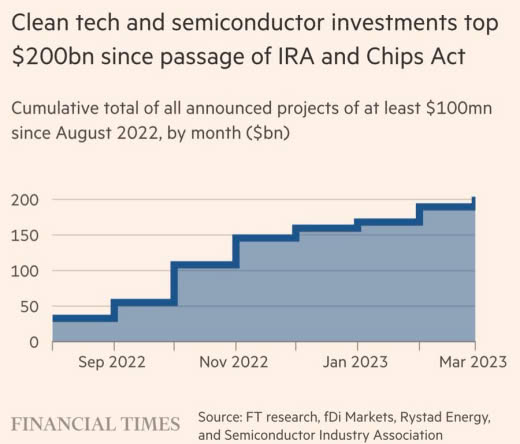 Clean tech and semiconductor investments top
$200bn since passage of IRA and Chips Act
Cumulative total of all announced projects of at least $100mn
since August 2022, by month ($bn)
200
150
100
50
0
Sep 2022
Nov 2022
Jan 2023
Mar 2023
FINANCIAL TIMES
Source: FT research, fDi Markets, Rystad Energy,
and Semiconductor Industry Association